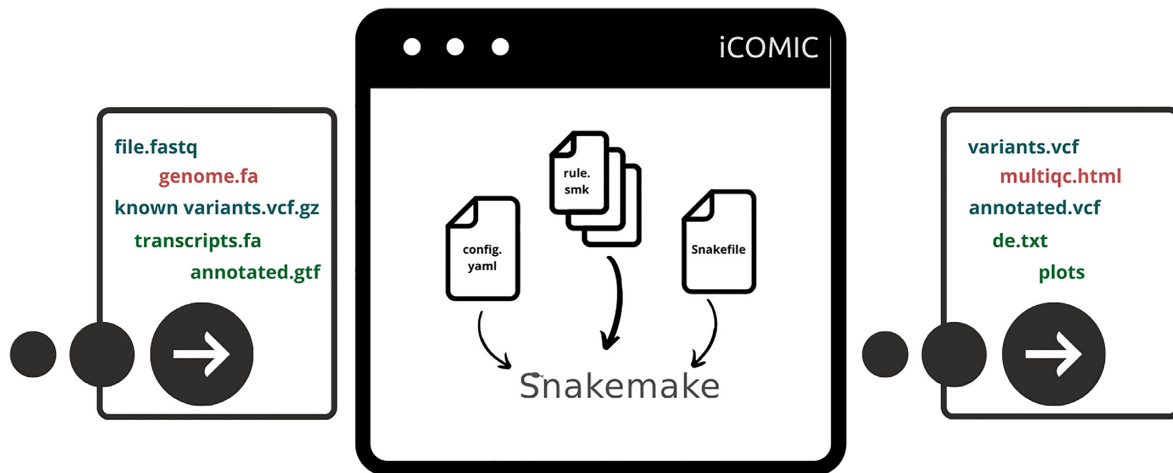 iCOMIC
file.fastq
genome.fa
known variants.vcf.gz
transcripts.fa
annotated.gtf
rule.
smk
config.
yaml
Snakefile
Snakemake
variants.vcf
multiqc.html
annotated.vcf
de.txt
plots